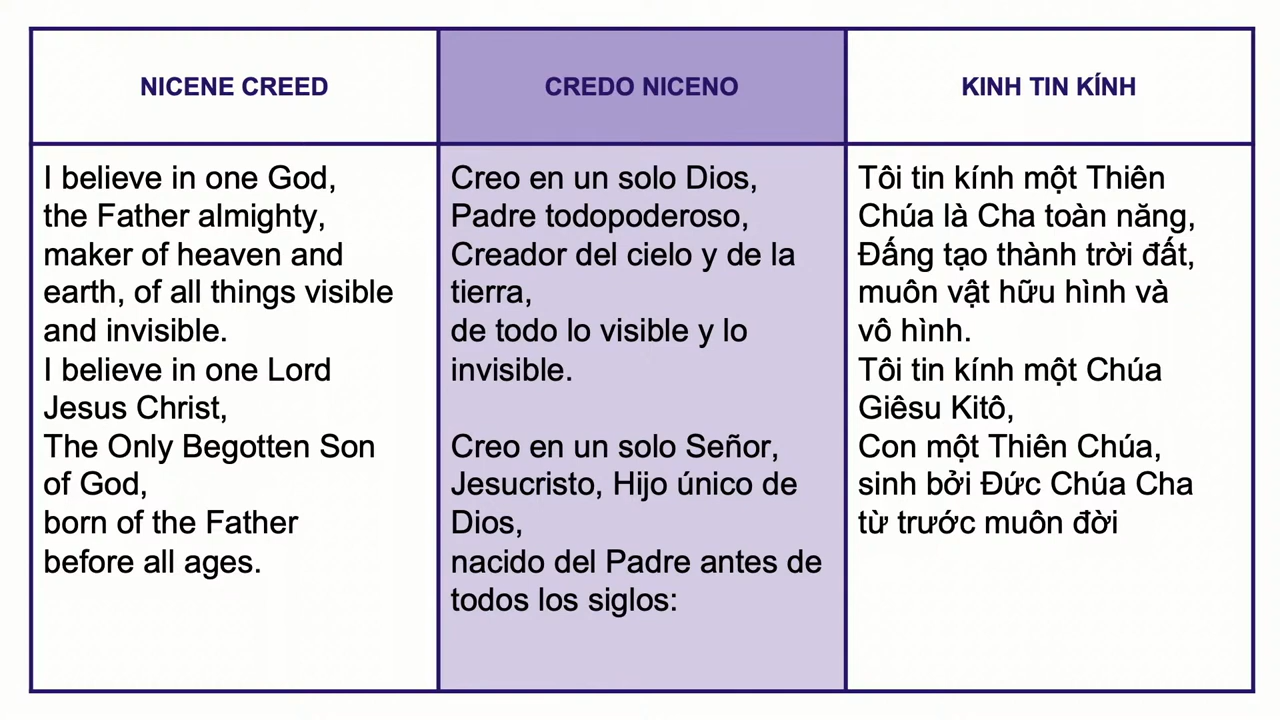 NICENE CREED
I believe in one God,
the Father almighty,
maker of heaven and
earth, of all things visible
and invisible.
I believe in one Lord
Jesus Christ,
The Only Begotten Son
of God,
born of the Father
before all ages.
CREDO NICENO
Creo en un solo Dios,
Padre todopoderoso,
Creador del cielo y de la
tierra,
de todo lo visible y lo
invisible.
Creo en un solo Señor,
Jesucristo, Hijo único de
Dios,
nacido del Padre antes de
todos los siglos:
KINH TIN KÍNH
Tôi tin kính một Thiên
Chúa là Cha toàn năng,
Đấng tạo thành trời đất,
muôn vật hữu hình và
vô hình.
Tôi tin kính một Chúa
Giêsu Kitô,
Con một Thiên Chúa,
sinh bởi Đức Chúa Cha
từ trước muôn đời